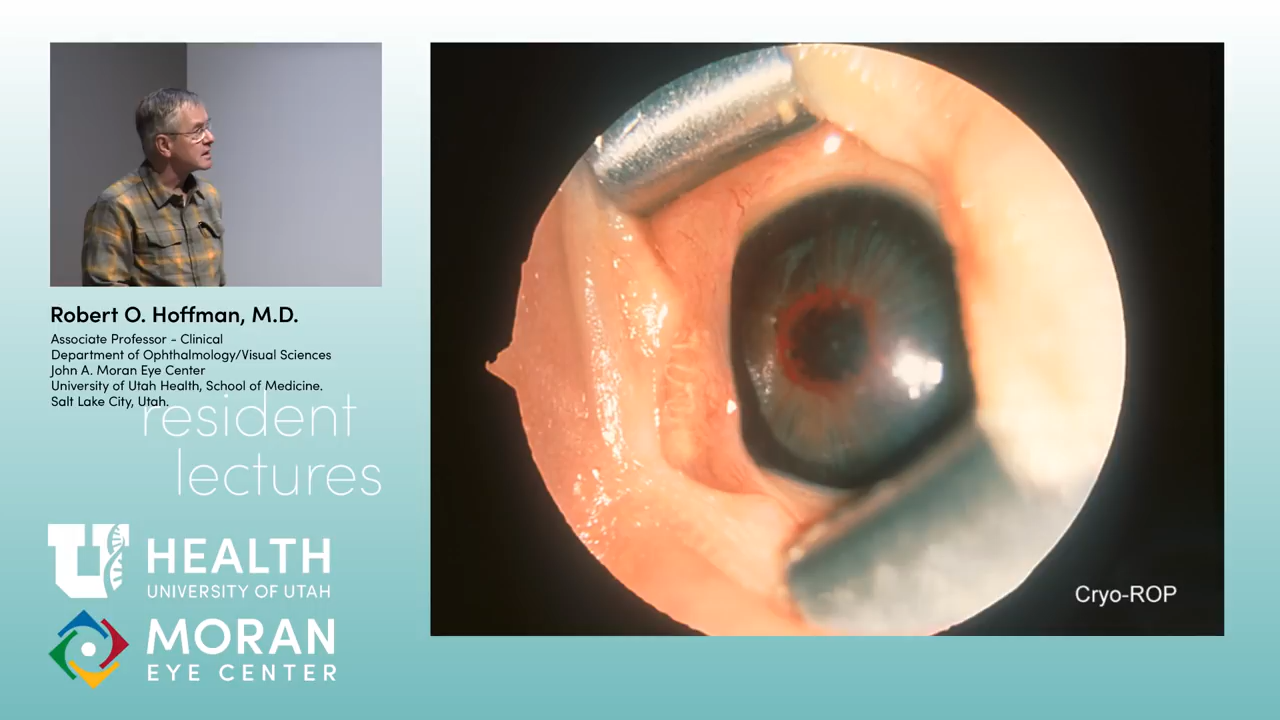 Robert O. Hoffman, M.D.
Associate Professor - Clinical
Department of Ophthalmology/Visual Sciences
John A. Moran Eye Center
University of Utah Health, School of Medicine.
Salt Lake City, Utah.
resident
lectures
U HEALTH
UNIVERSITY OF UTAH
MORAN
EYE CENTER
Cryo-ROP